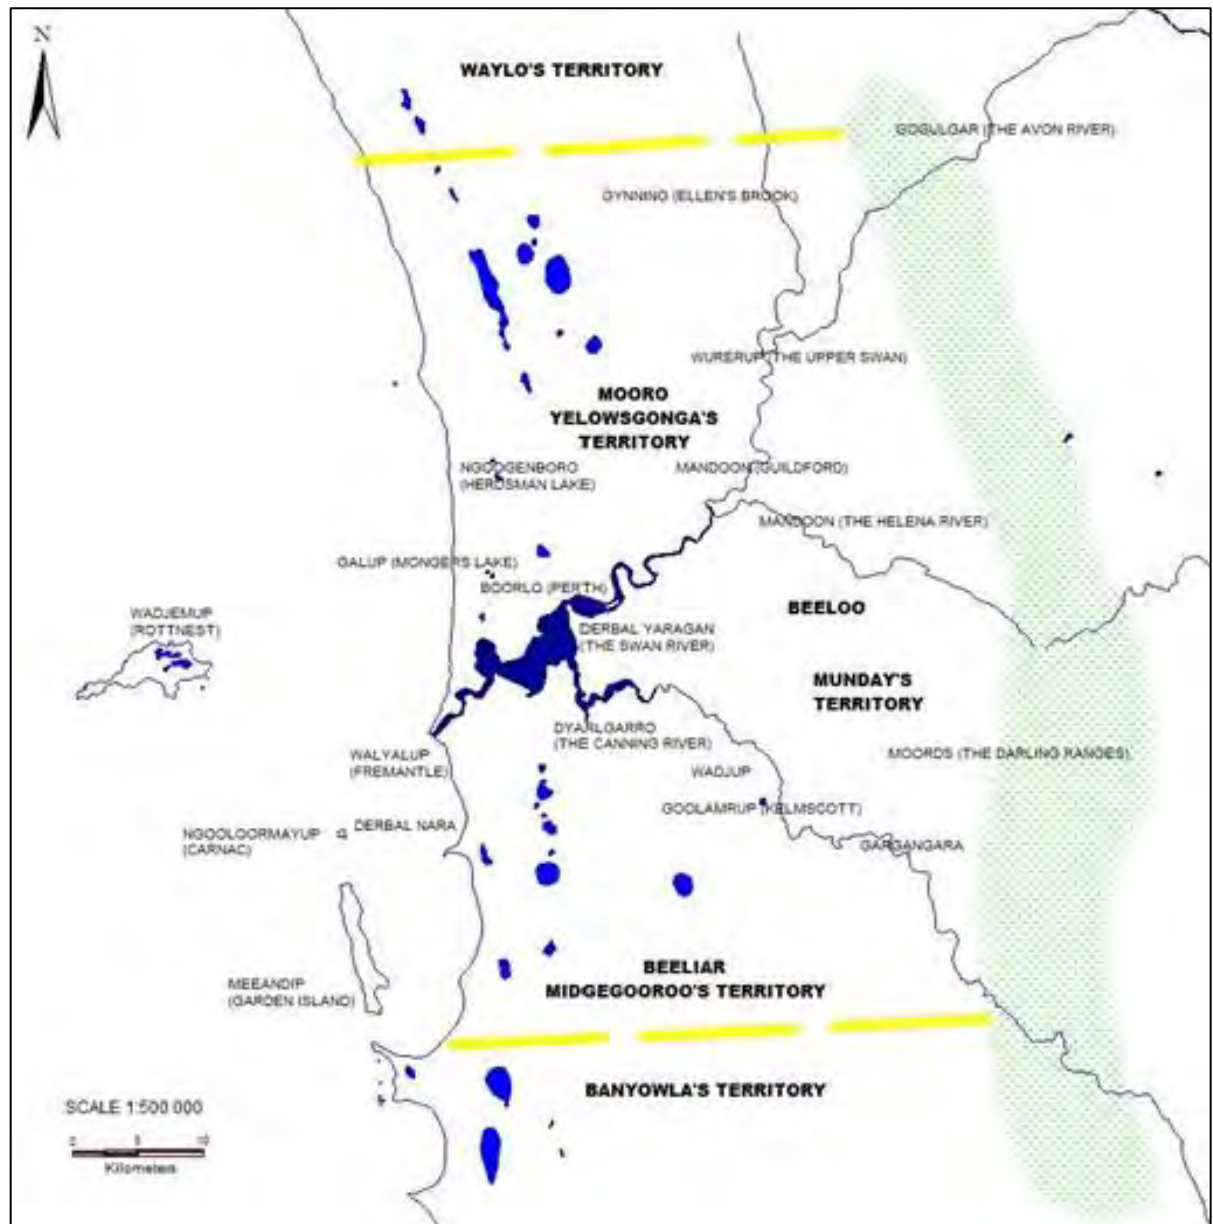 N
WAYLO'S TERRITORY
GOGULGAR (THE AVON RIVER)
GYNNING (ELLEN'S BROOK)
WURERUP (THE UPPER SWAN)
MOORO
YELOWSGONGA'S
TERRITORY
NGOOGENBORO
(HERDSMAN LAKE)
MANDOON (GUILDFORD)
MANDOON (THE HELENA RIVER)
GALUP (MONGERS LAKE)
BOORLO (PERTH)
BEELOO
WADJEMUP
(ROTTNEST)
DERBAL YARAGAN
(THE SWAN RIVER)
MUNDAY'S
TERRITORY
DYARLGARRO
(THE CANNING RIVER)
MOORDS (THE DARLING RANGES)
WALYALUP
(FREMANTLE)
WADJUP
GOOLAMRUP (KELMSCOTT)
NGOOLOORMAYUP
(CARNAC)
DERBAL NARA
GARGANGARA
BEELIAR
MIDGEGOOROO'S TERRITORY
MEEANDIP
(GARDEN ISLAND)
BANYOWLA'S TERRITORY
SCALE 1:500 000
0 5 10
Kilometers